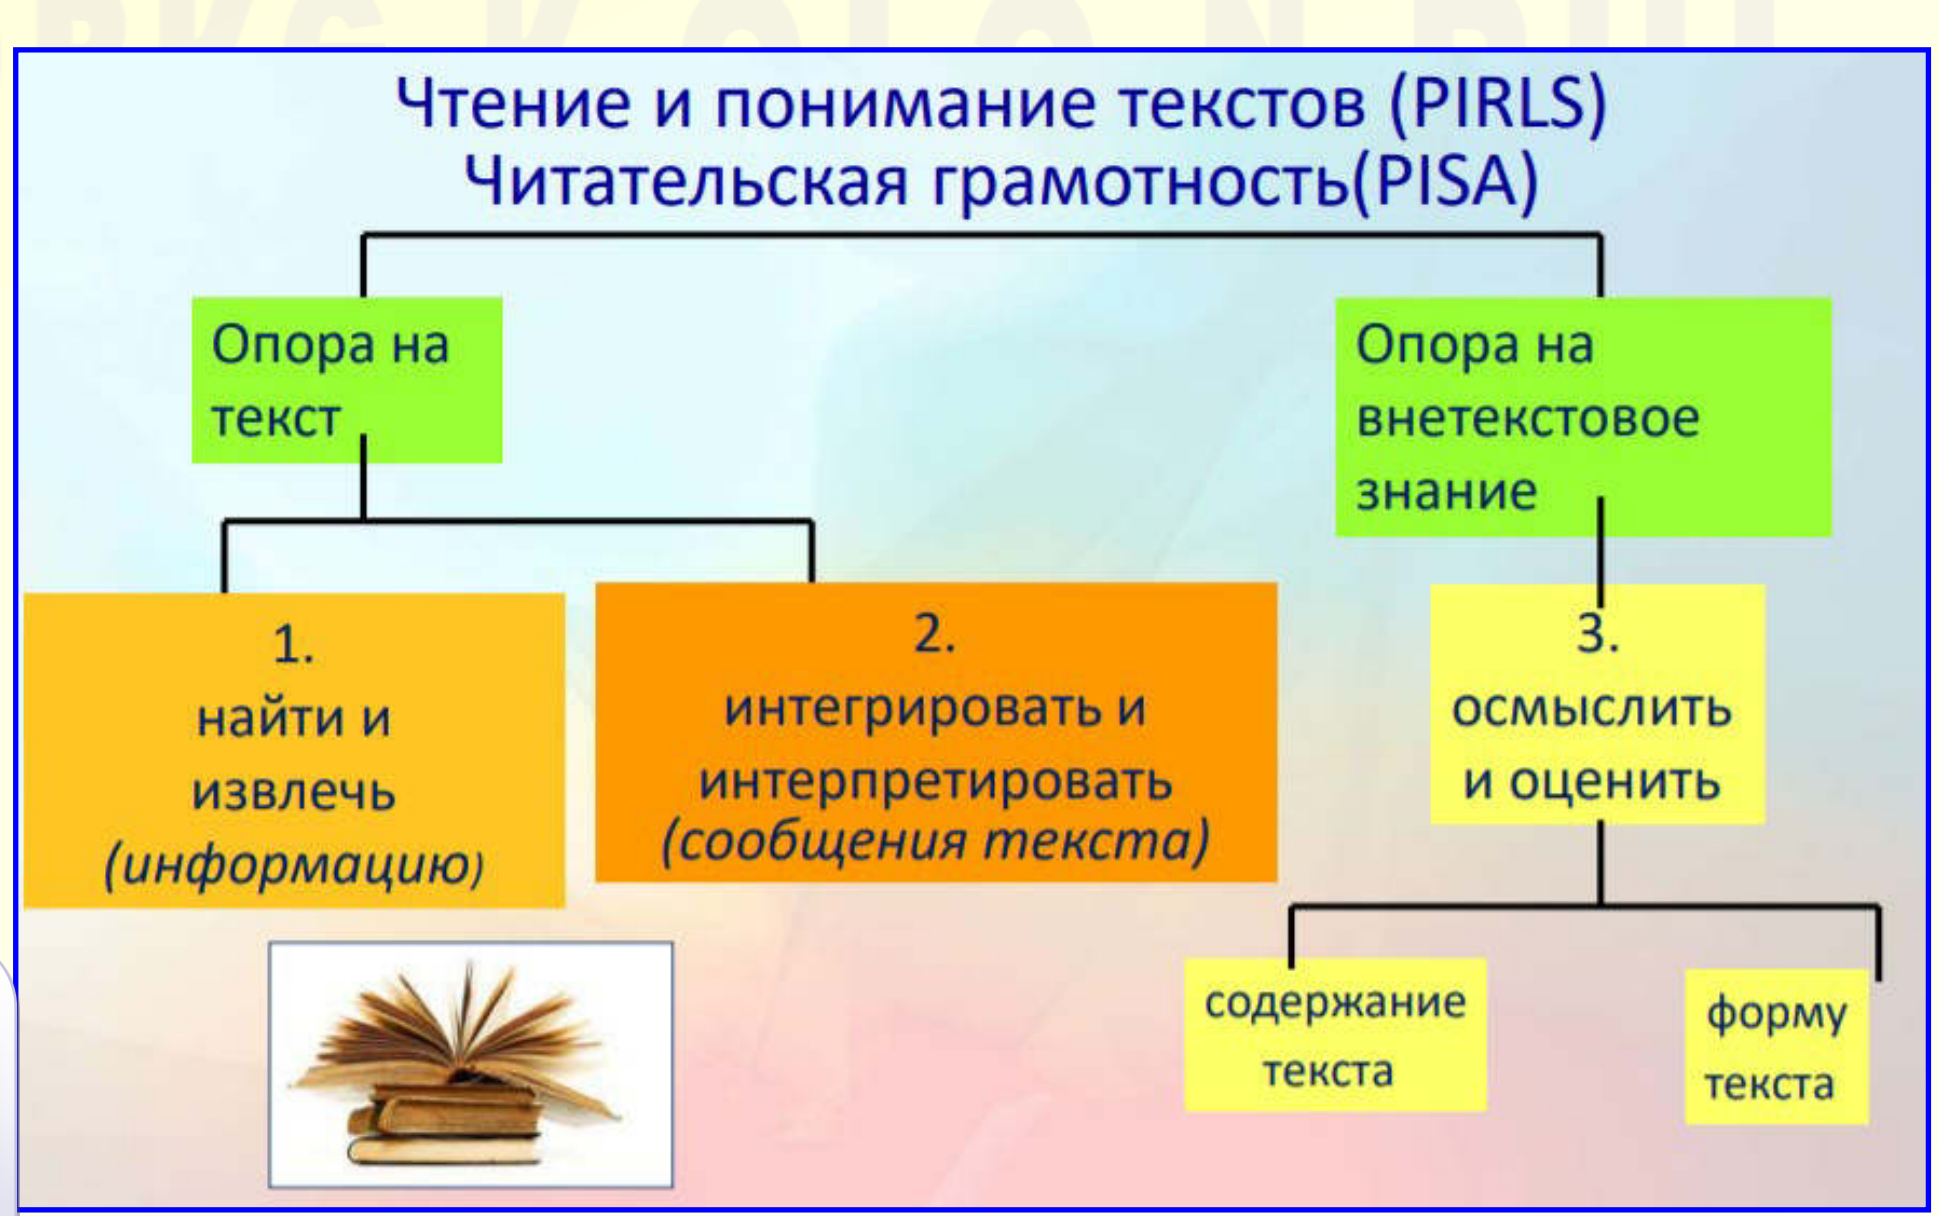 Чтение и понимание текстов (PIRLS)
Читательская грамотность(PISA)
Опора на
текст
Опора на
внетекстовое
знание
1.
найти и
извлечь
(информацию)
2.
интегрировать и
интерпретировать
(сообщения текста)
3.
осмыслить
и оценить
содержание
текста
форму
текста